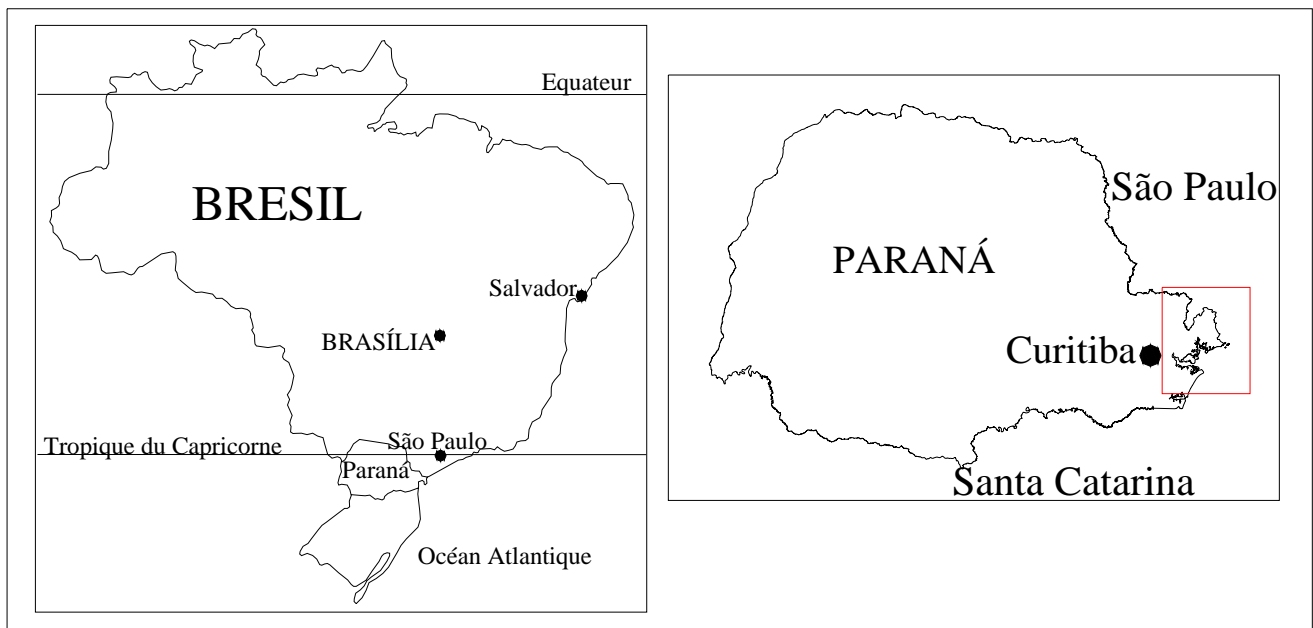 Equateur
BRESIL
Salvador
BRASÍLIA
Tropique du Capricorne
São Paulo
Paraná
Océan Atlantique
São Paulo
PARANÁ
Curitiba
Santa Catarina